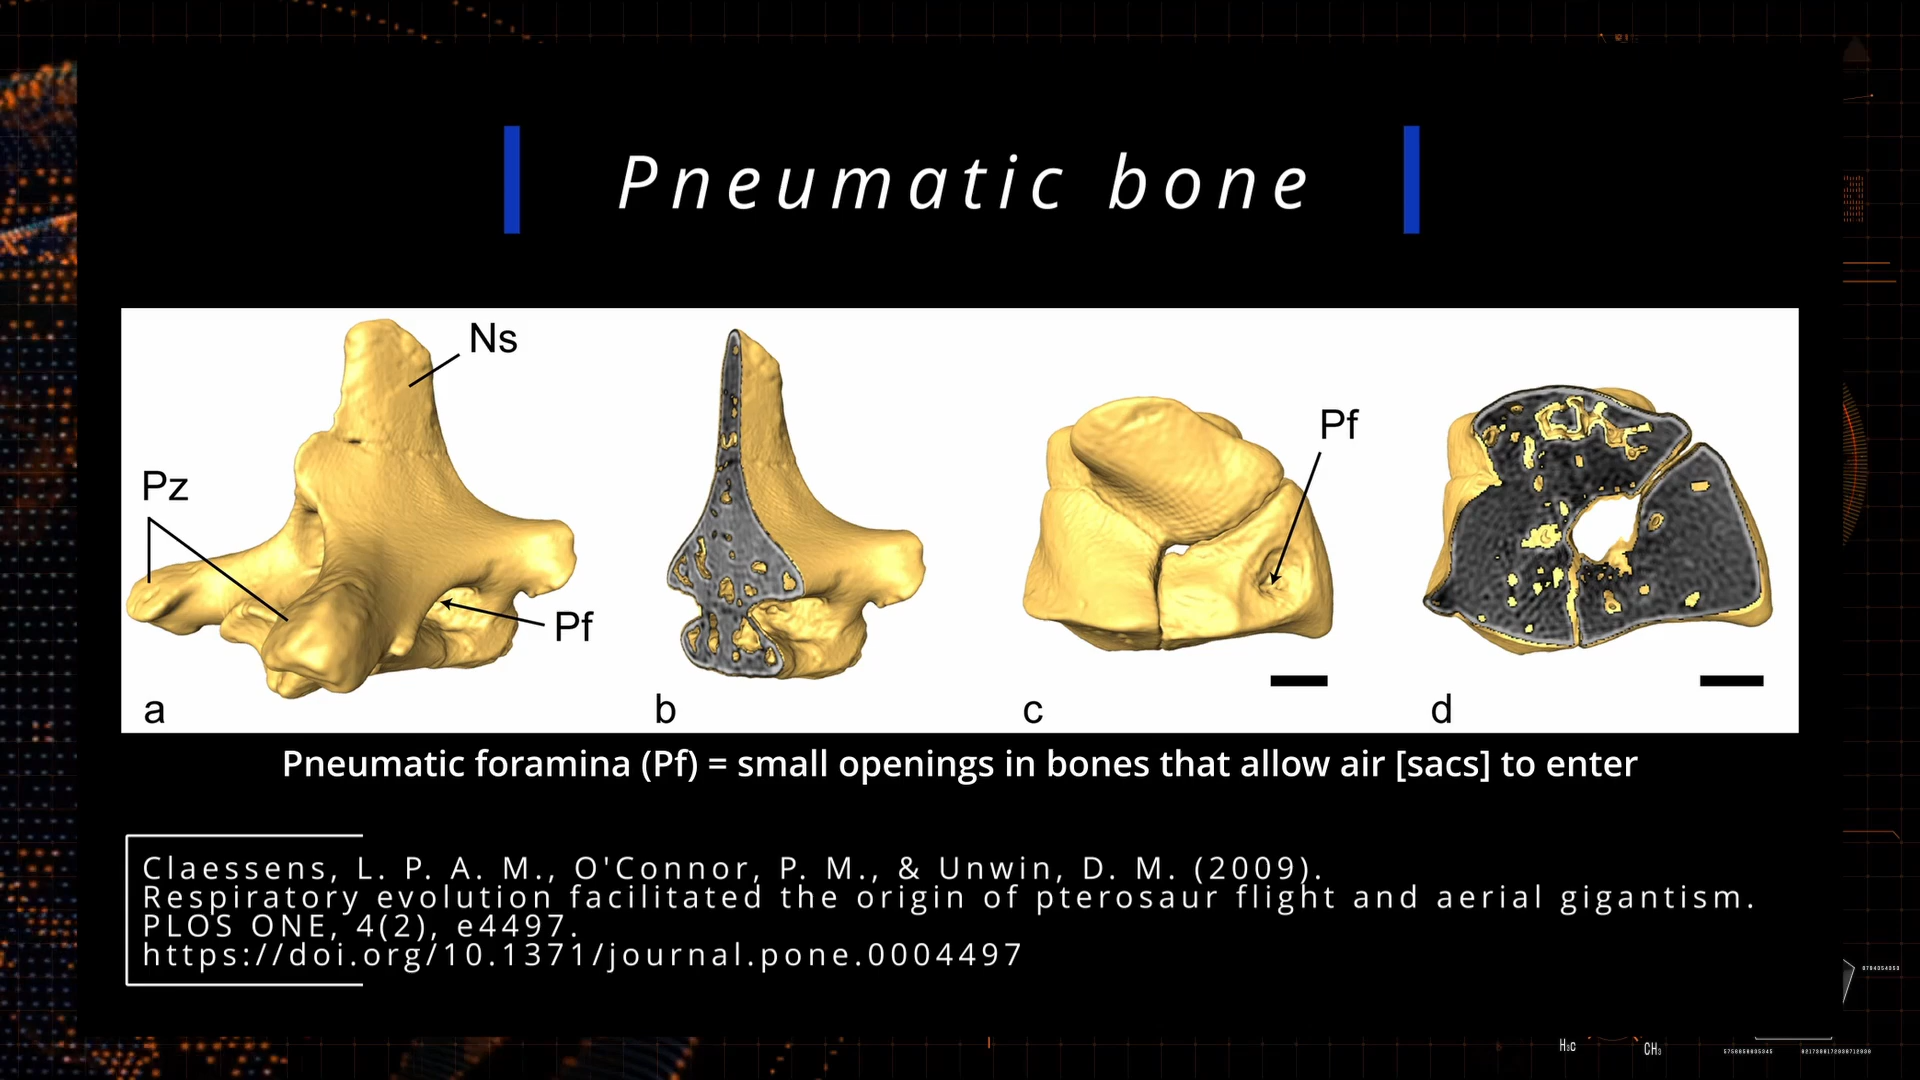 Pneumatic bone
Ns
Pz
Pf
Pf
a
b
c
d
Pneumatic foramina (Pf) = small openings in bones that allow air [sacs] to enter
Claessens, L. P. A. M., O'Connor, P. M., & Unwin, D. M. (2009).
Respiratory evolution facilitated the origin of pterosaur flight and aerial gigantism.
PLOS ONE, 4(2), e4497.
https://doi.org/10.1371/journal.pone.0004497
H₃C
CH₃